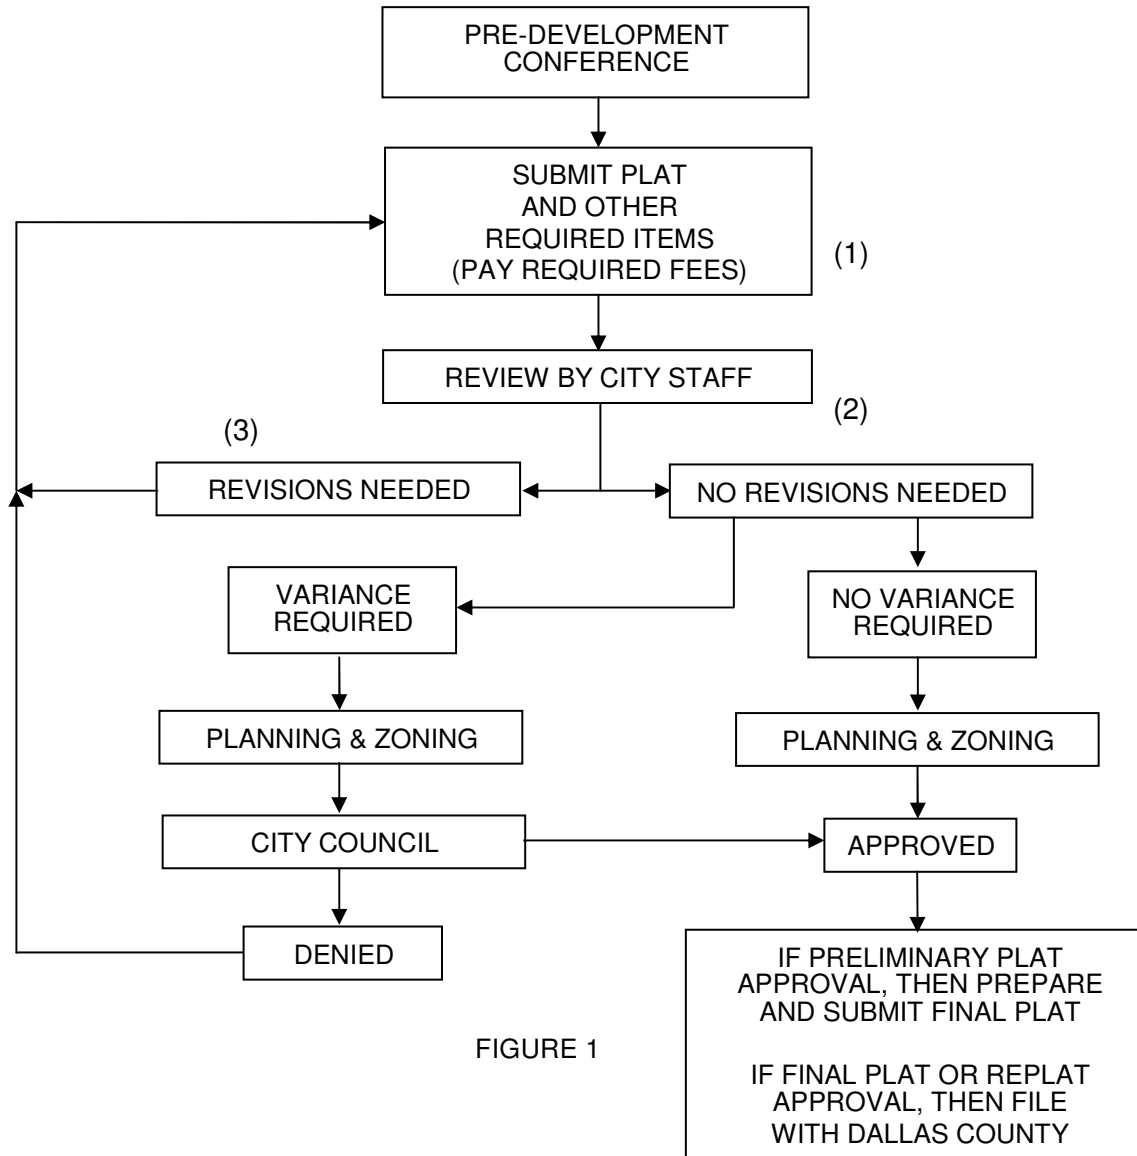 PRE-DEVELOPMENT
CONFERENCE
SUBMIT PLAT
AND OTHER
REQUIRED ITEMS
(PAY REQUIRED FEES)
(1)
REVIEW BY CITY STAFF
(2)
(3)
REVISIONS NEEDED
NO REVISIONS NEEDED
VARIANCE
REQUIRED
NO VARIANCE
REQUIRED
PLANNING & ZONING
PLANNING & ZONING
CITY COUNCIL
APPROVED
DENIED
IF PRELIMINARY PLAT
APPROVAL, THEN PREPARE
AND SUBMIT FINAL PLAT
IF FINAL PLAT OR REPLAT
APPROVAL, THEN FILE
WITH DALLAS COUNTY
FIGURE 1